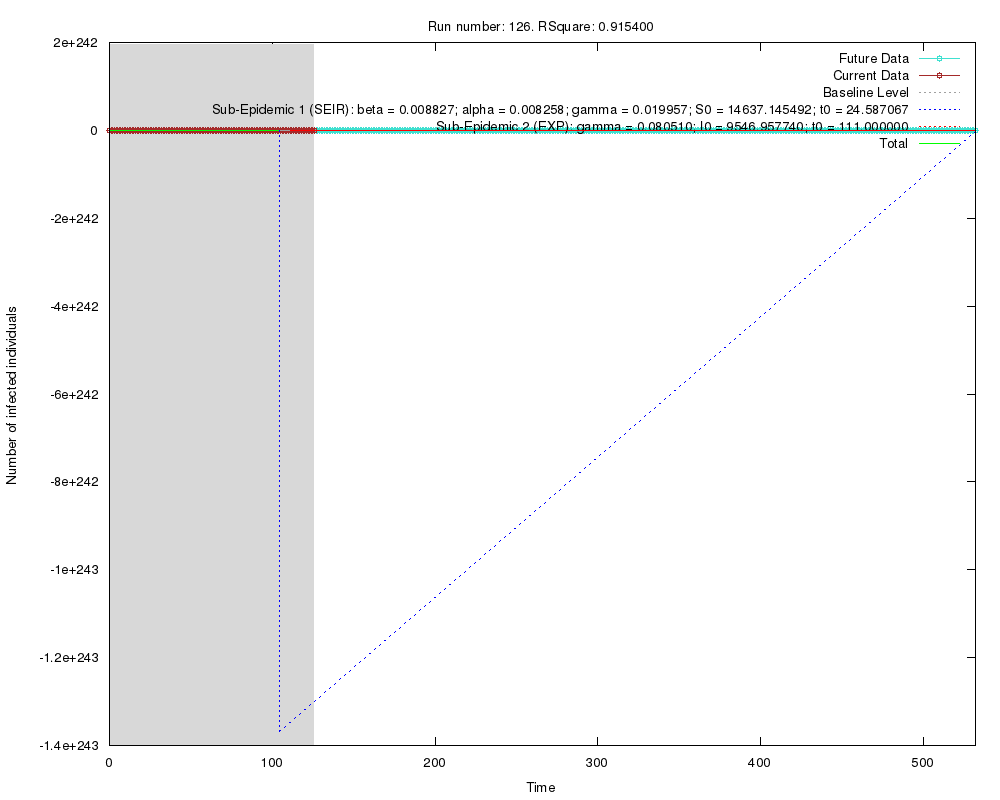 Run number: 126. RSquare: 0.915400
2e+242
0
-2e+242
-4e+242
-6e+242
-8e+242
-1e+243
-1.2e+243
-1.4e+243
Number of infected individuals
Future Data
Current Data
Baseline Level
Sub-Epidemic 1 (SEIR): beta = 0.008827; alpha = 0.008258; gamma = 0.019957; S0 = 14637.145492; t0 = 24.587067
Sub-Epidemic 2 (EXP): gamma = 0.080510; I0 = 9546.957740; t0 = 111.000000
Total
0 100 200 300 400 500
Time